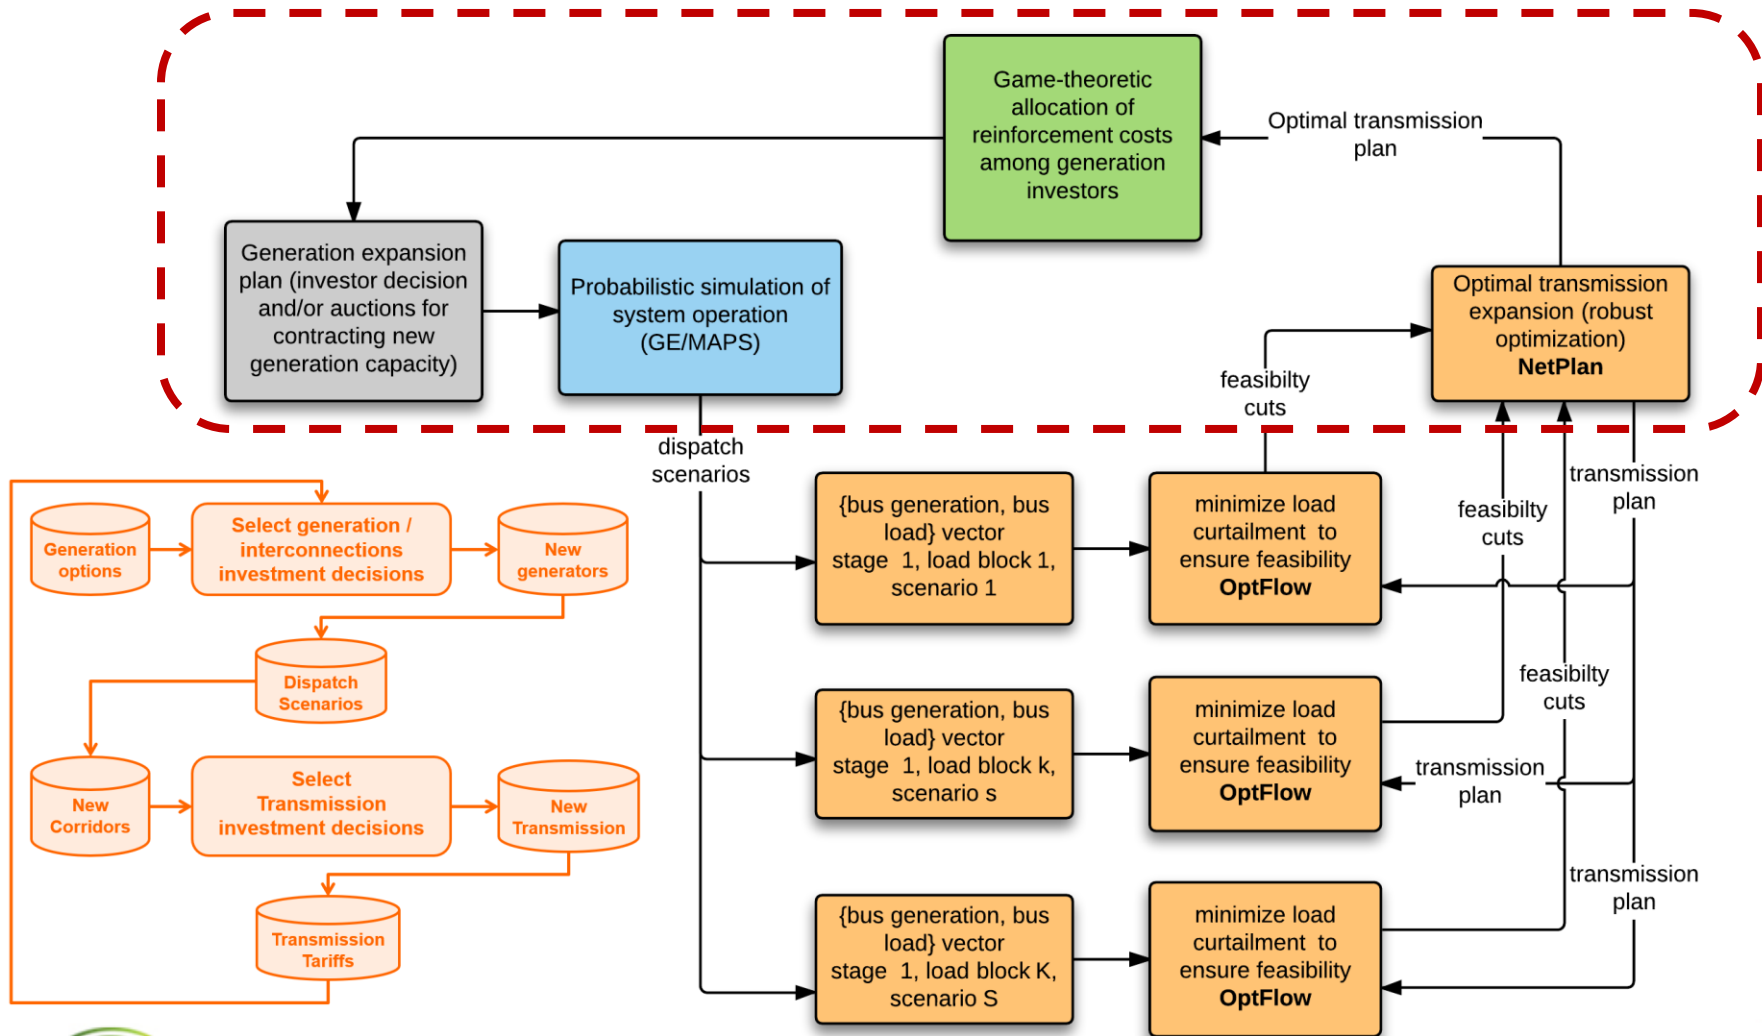 Game-theoretic
allocation of
reinforcement costs
among generation
investors
Optimal transmission
plan
Generation expansion
plan (investor decision
and/or auctions for
contracting new
generation capacity)
Probabilistic simulation of
system operation
(GE/MAPS)
Optimal transmission
expansion (robust
optimization)
NetPlan
feasibilty
cuts
dispatch
scenarios
{bus generation, bus
load} vector
stage 1, load block 1,
scenario 1
minimize load
curtailment to
ensure feasibility
OptFlow
transmission
plan
feasibilty
cuts
Generation
options
Select generation /
interconnections
investment decisions
New
generators
Dispatch
Scenarios
{bus generation, bus
load} vector
stage 1, load block k,
scenario s
minimize load
curtailment to
ensure feasibility
OptFlow
feasibilty
cuts
transmission
plan
New
Corridors
Select
Transmission
investment decisions
New
Transmission
Transmission
Tariffs
{bus generation, bus
load} vector
stage 1, load block K,
scenario S
minimize load
curtailment to
ensure feasibility
OptFlow
transmission
plan